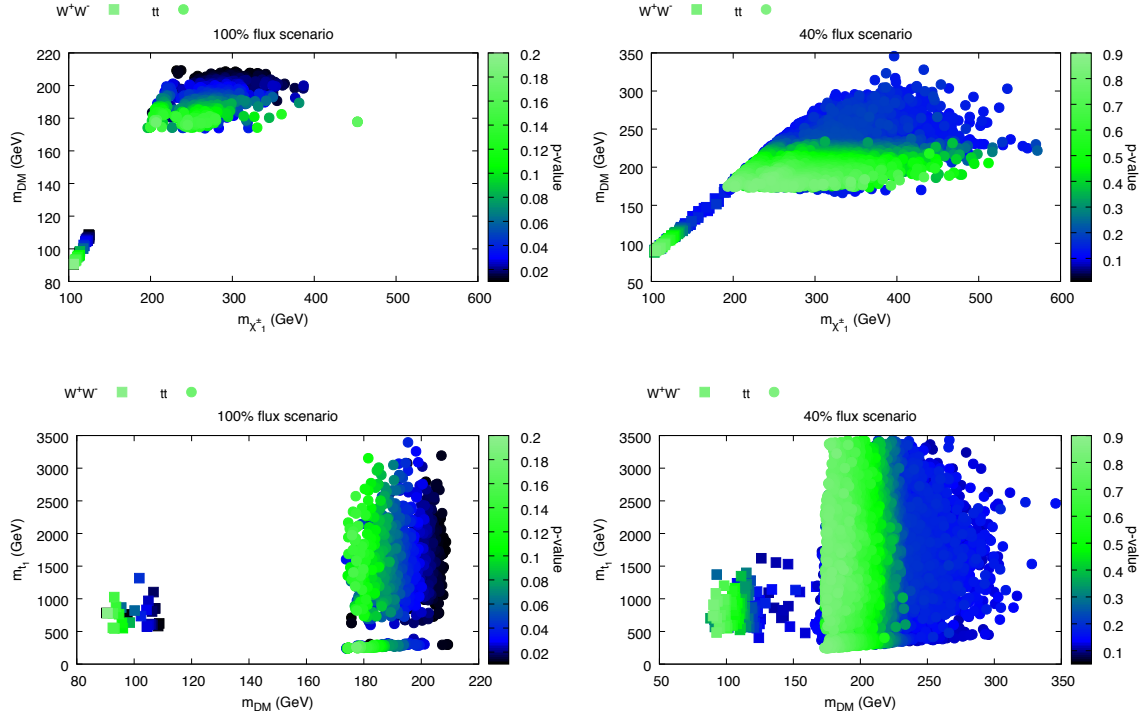 W+W- tt
100% flux scenario
m_DM (GeV)
220
200
180
160
140
120
100
80
100 200 300 400 500 600
m_χ±_1 (GeV)
0.2
0.18
0.16
0.14
0.12
0.1
0.08
0.06
0.04
0.02
p-value
W+W- tt
40% flux scenario
m_DM (GeV)
350
300
250
200
150
100
50
100 200 300 400 500 600
m_χ±_1 (GeV)
0.9
0.8
0.7
0.6
0.5
0.4
0.3
0.2
0.1
p-value
W+W- tt
100% flux scenario
m_t_1 (GeV)
3500
3000
2500
2000
1500
1000
500
0
80 100 120 140 160 180 200 220
m_DM (GeV)
0.2
0.18
0.16
0.14
0.12
0.1
0.08
0.06
0.04
0.02
p-value
W+W- tt
40% flux scenario
m_t_1 (GeV)
3500
3000
2500
2000
1500
1000
500
0
50 100 150 200 250 300 350
m_DM (GeV)
0.9
0.8
0.7
0.6
0.5
0.4
0.3
0.2
0.1
p-value